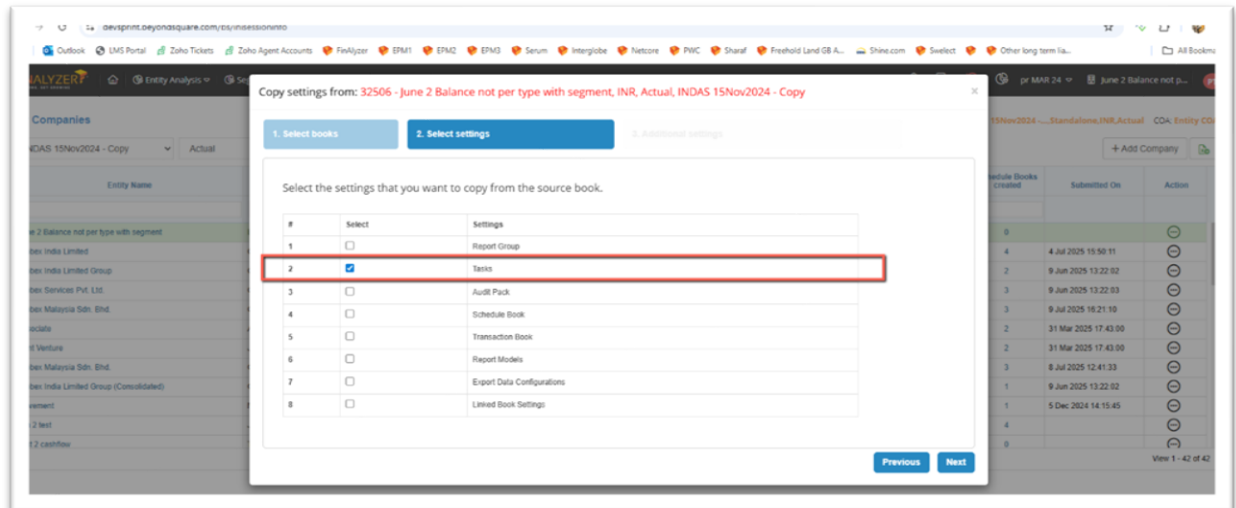 devsprint.beyondsquare.com/bs/inisessioninfo
Outlook LMS Portal Zoho Tickets Zoho Agent Accounts FinAlyzer EPM1 EPM2 EPM3 Serum Interglobe Netcore PWC Sharaf Freehold Land GB A... Shine.com Swelect Other long term lia... All Bookma
NALYZER Entity Analysis Seg pr MAR 24 June 2 Balance not p...
Copy settings from: 32506 - June 2 Balance not per type with segment, INR, Actual, INDAS 15Nov2024 - Copy ×
Companies 15Nov2024 -...,Standalone,INR,Actual COA: Entity CO
1. Select books 2. Select settings 3. Additional settings
NDAS 15Nov2024 - Copy Actual + Add Company
Select the settings that you want to copy from the source book.
Entity Name edule Books created Submitted On Action
# Select Settings
e 2 Balance not per type with segment 0
1 Report Group
bex India Limited 4 4 Jul 2025 15:50:11
2 Tasks
bex India Limited Group 2 9 Jun 2025 13:22:02
bex Services Pvt. Ltd. 3 9 Jun 2025 13:22:03
3 Audit Pack
bex Malaysia Sdn. Bhd. 3 9 Jul 2025 16:21:10
4 Schedule Book
ociate 2 31 Mar 2025 17:43:00
5 Transaction Book
t Venture 2 31 Mar 2025 17:43:00
6 Report Models
bex Malaysia Sdn. Bhd. 3 8 Jul 2025 12:41:33
7 Export Data Configurations
bex India Limited Group (Consolidated) 1 9 Jun 2025 13:22:02
8 Linked Book Settings
vement 1 5 Dec 2024 14:15:45
2 test 4
t 2 cashflow 0
Previous Next
View 1 - 42 of 42